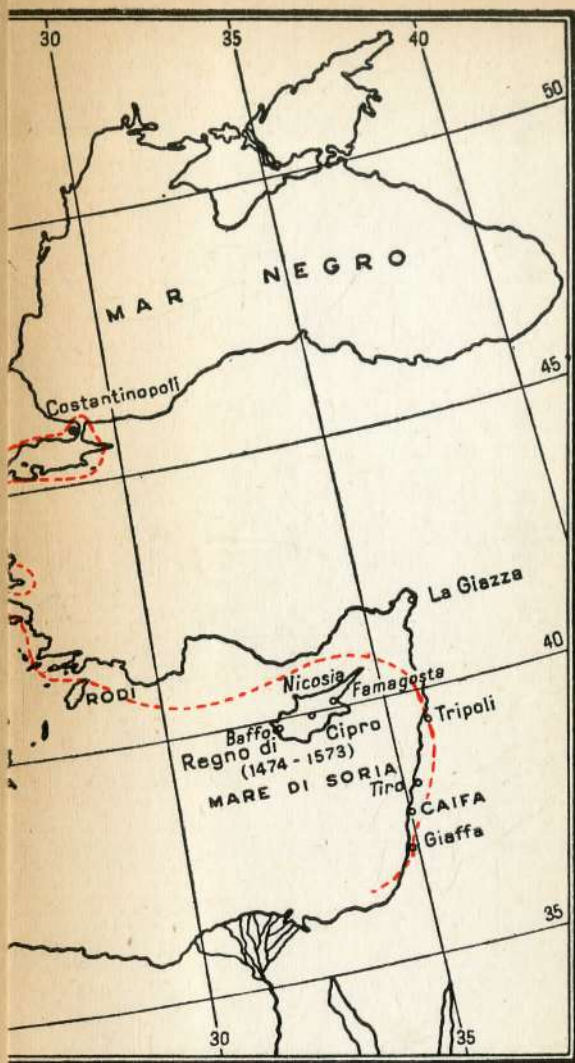 30 35 40
50
MAR NEGRO
45
Costantinopoli
La Giazza
40
Nicosia
RODI
Famagosta
Tripoli
Baffo
Cipro
Regno di
(1474 - 1573)
MARE DI SORIA
Tiro
CAIFA
Giaffa
35
30 35